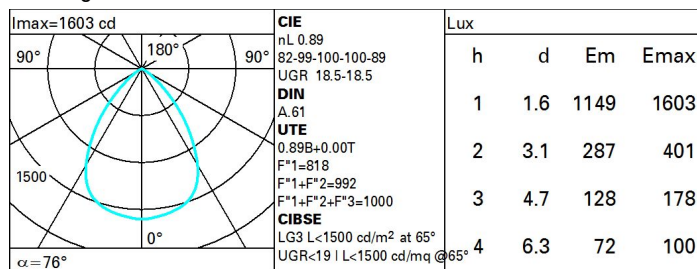 Imax=1603 cd
90°
180°
90°
1500
0°
α=76°
CIE
nL 0.89
82-99-100-100-89
UGR 18.5-18.5
DIN
A.61
UTE
0.89B+0.00T
F"1=818
F"1+F"2=992
F"1+F"2+F"3=1000
CIBSE
LG3 L<1500 cd/m² at 65°
UGR<19 | L<1500 cd/mq @65°
Lux
h d Em Emax
1 1.6 1149 1603
2 3.1 287 401
3 4.7 128 178
4 6.3 72 100